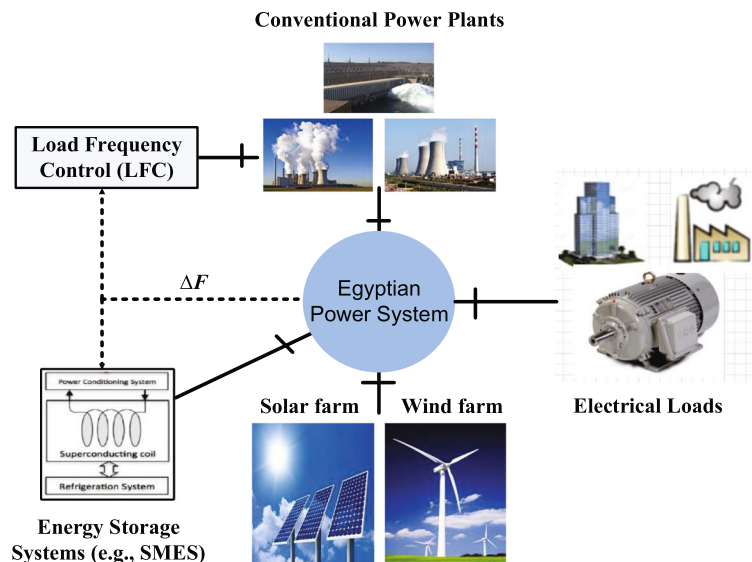 Conventional Power Plants
Load Frequency
Control (LFC)
ΔF
Egyptian
Power System
Power Conditioning System
Superconducting coil
Refrigeration System
Solar farm
Wind farm
Electrical Loads
Energy Storage
Systems (e.g., SMES)